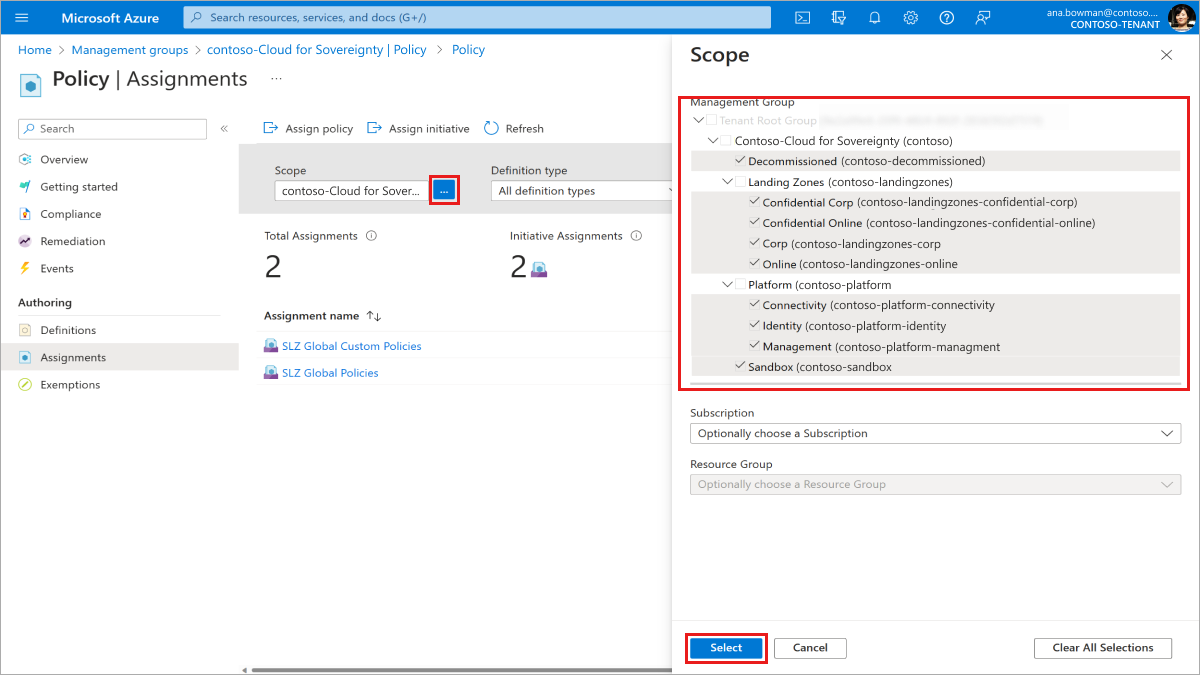 Microsoft Azure
Search resources, services, and docs (G+/)
ana.bowman@contoso....
CONTOSO-TENANT
Home > Management groups > contoso-Cloud for Sovereignty | Policy > Policy
Policy | Assignments ...
Search «
Overview
Getting started
Compliance
Remediation
Events
Authoring
Definitions
Assignments
Exemptions
Assign policy Assign initiative Refresh
Scope
contoso-Cloud for Sover... ...
Definition type
All definition types
Total Assignments
2
Initiative Assignments
2
Assignment name ↑↓
SLZ Global Custom Policies
SLZ Global Policies
Scope
Management Group
Tenant Root Group
Contoso-Cloud for Sovereignty (contoso)
Decommissioned (contoso-decommissioned)
Landing Zones (contoso-landingzones)
Confidential Corp (contoso-landingzones-confidential-corp)
Confidential Online (contoso-landingzones-confidential-online)
Corp (contoso-landingzones-corp
Online (contoso-landingzones-online
Platform (contoso-platform
Connectivity (contoso-platform-connectivity
Identity (contoso-platform-identity
Management (contoso-platform-managment
Sandbox (contoso-sandbox
Subscription
Optionally choose a Subscription
Resource Group
Optionally choose a Resource Group
Select
Cancel
Clear All Selections